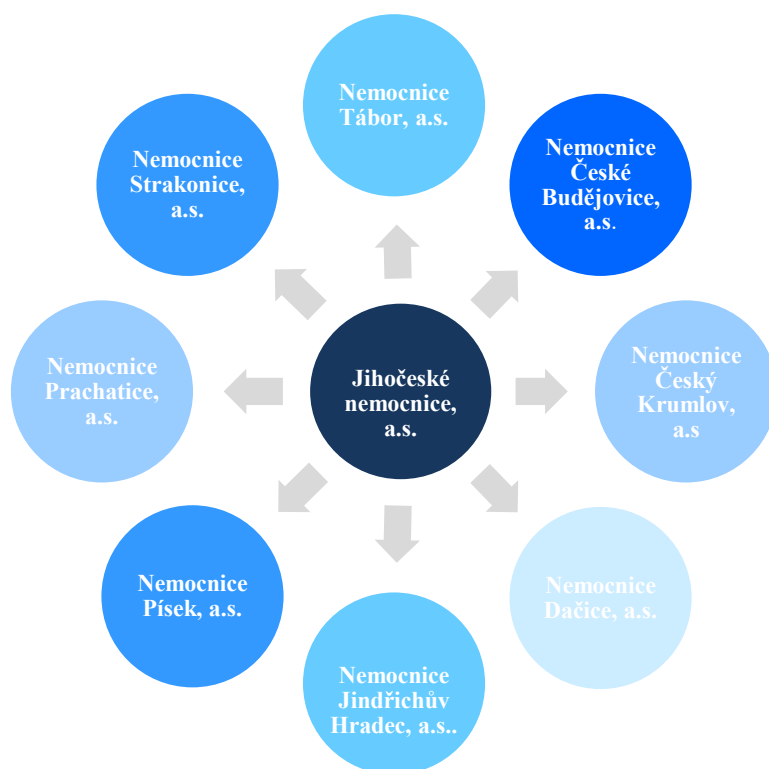 Nemocnice
Tábor, a.s.
Nemocnice
Strakonice,
a.s.
Nemocnice
České
Budějovice,
a.s.
Nemocnice
Prachatice,
a.s.
Jihočeské
nemocnice,
a.s.
Nemocnice
Český
Krumlov,
a.s
Nemocnice
Písek, a.s.
Nemocnice
Dačice, a.s.
Nemocnice
Jindřichův
Hradec, a.s..